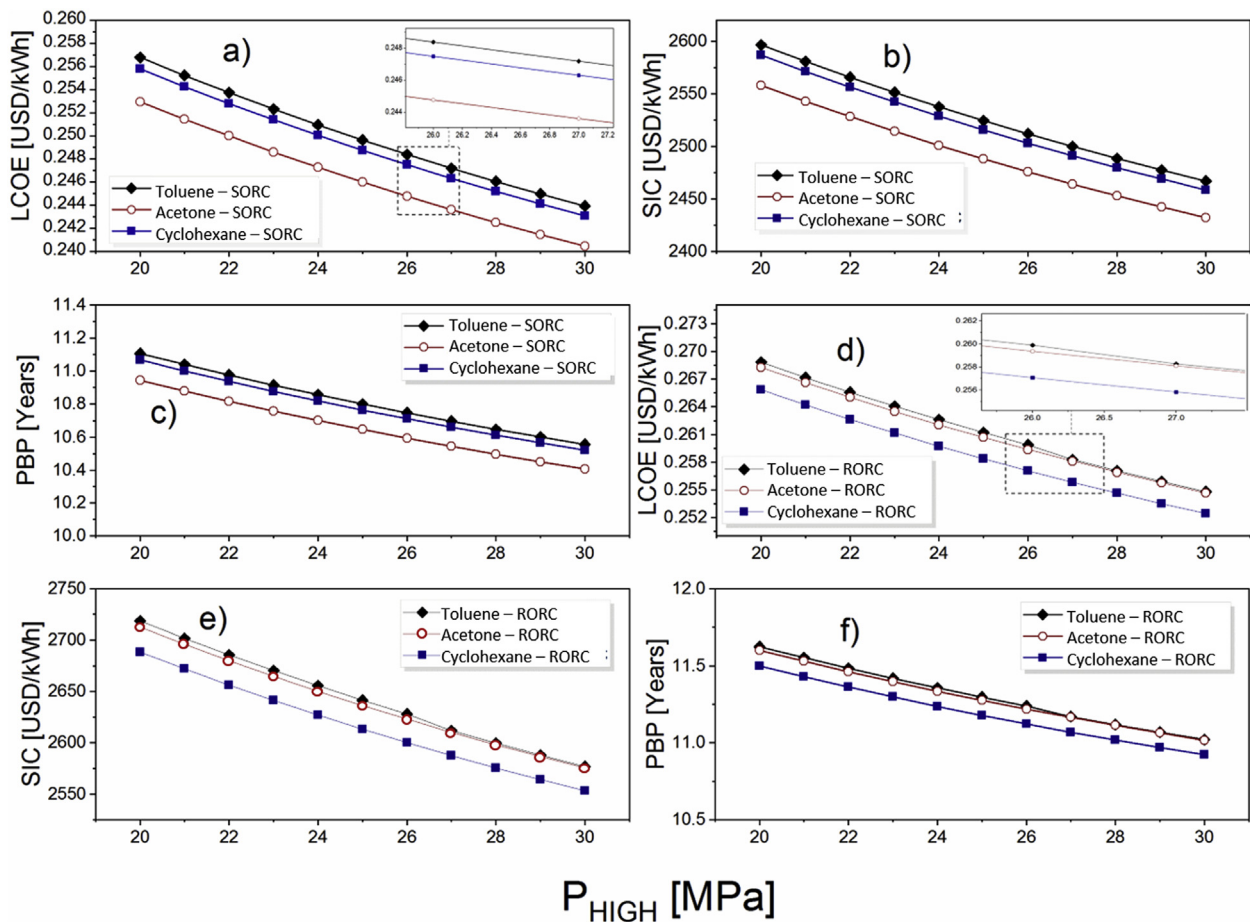 a)
LCOE [USD/kWh]
0.260
0.258
0.256
0.254
0.252
0.250
0.248
0.246
0.244
0.242
0.240
Toluene – SORC
Acetone – SORC
Cyclohexane – SORC
0.248
0.246
0.244
26.0 26.2 26.4 26.6 26.8 27.0 27.2
20 22 24 26 28 30
b)
SIC [USD/kWh]
2600
2550
2500
2450
2400
Toluene – SORC
Acetone – SORC
Cyclohexane – SORC :
20 22 24 26 28 30
c)
PBP [Years]
11.4
11.2
11.0
10.8
10.6
10.4
10.2
10.0
Toluene – SORC
Acetone – SORC
Cyclohexane – SORC
20 22 24 26 28 30
d)
LCOE [USD/kWh]
0.273
0.270
0.267
0.264
0.261
0.258
0.255
0.252
Toluene – RORC
Acetone – RORC
Cyclohexane – RORC
0.262
0.260
0.258
0.256
26.0 26.5 27.0
20 22 24 26 28 30
e)
SIC [USD/kWh]
2750
2700
2650
2600
2550
Toluene – RORC
Acetone – RORC
Cyclohexane – RORC :
20 22 24 26 28 30
f)
PBP [Years]
12.0
11.5
11.0
10.5
Toluene – RORC
Acetone – RORC
Cyclohexane – RORC
20 22 24 26 28 30
P_HIGH [MPa]